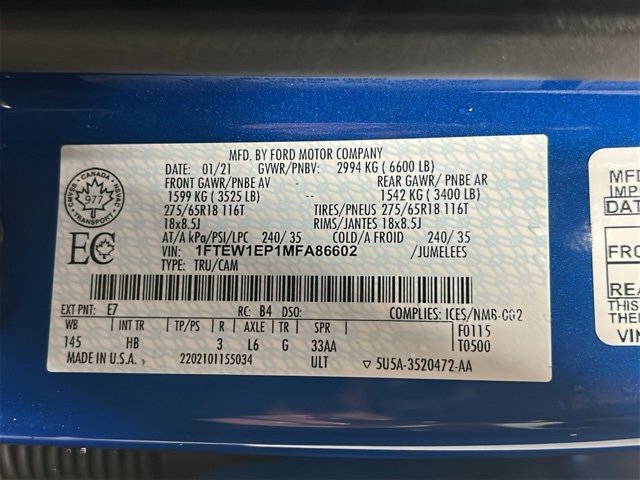 MFD. BY FORD MOTOR COMPANY
DATE: 01/21 GVWR/PNBV: 2994 KG ( 6600 LB)
FRONT GAWR/PNBE AV REAR GAWR/ PNBE AR
1599 KG ( 3525 LB) -- 1542 KG ( 3400 LB)
275/65R18 116T TIRES/PNEUS 275/65R18 116T
18x8.5J RIMS/JANTES 18x8.5J
AT/A kPa/PSI/LPC 240/ 35 COLD/A FROID 240/ 35
VIN: 1FTEW1EP1MFA86602 /JUMELEES
TYPE: TRU/CAM
CANADA
CMVSS NSVAC
977
TRANSPORT
EC
EXT PNT: E7 RC: B4 DSO: COMPLIES: ICES/NMB-002
WB INT TR TP/PS R AXLE TR SPR F0115
145 HB 3 L6 G 33AA T0500
MADE IN U.S.A. 2202101155034 ULT 5U5A-3520472-AA
MFD
IMPO
DAT
FRO
REA
THIS
THE
VIN